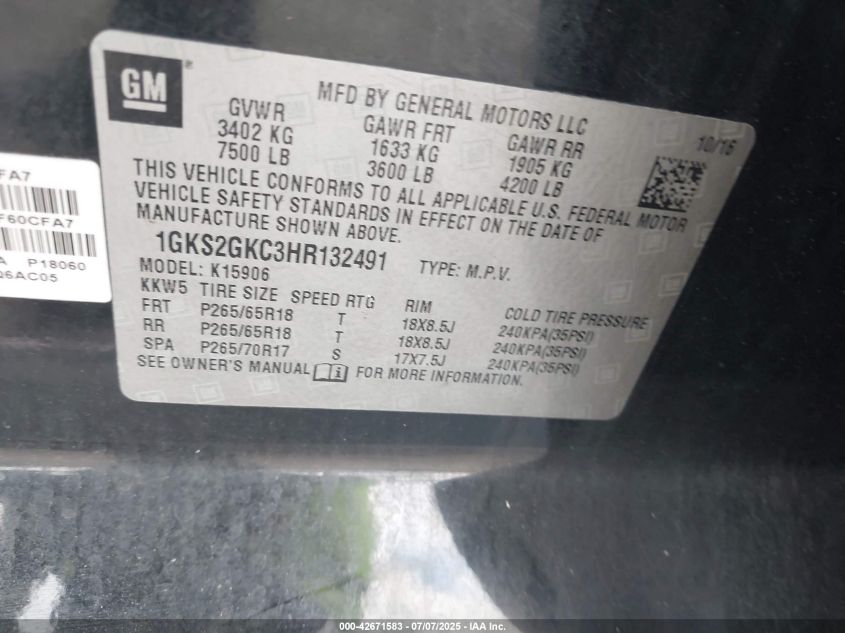 GM
MFD BY GENERAL MOTORS LLC
10/16
GVWR GAWR FRT GAWR RR
3402 KG 1633 KG 1905 KG
7500 LB 3600 LB 4200 LB
THIS VEHICLE CONFORMS TO ALL APPLICABLE U.S. FEDERAL MOTOR
VEHICLE SAFETY STANDARDS IN EFFECT ON THE DATE OF
MANUFACTURE SHOWN ABOVE.
1GKS2GKC3HR132491 TYPE: M.P.V.
MODEL: K15906
KKW5 TIRE SIZE SPEED RTG RIM COLD TIRE PRESSURE
FRT P265/65R18 T 18X8.5J 240KPA(35PSI)
RR P265/65R18 T 18X8.5J 240KPA(35PSI)
SPA P265/70R17 S 17X7.5J 240KPA(35PSI)
SEE OWNER'S MANUAL FOR MORE INFORMATION.
FA7
F60CFA7
A P18060
Q6AC05
000-42671583 / 07/07/2025 - IAA Inc.